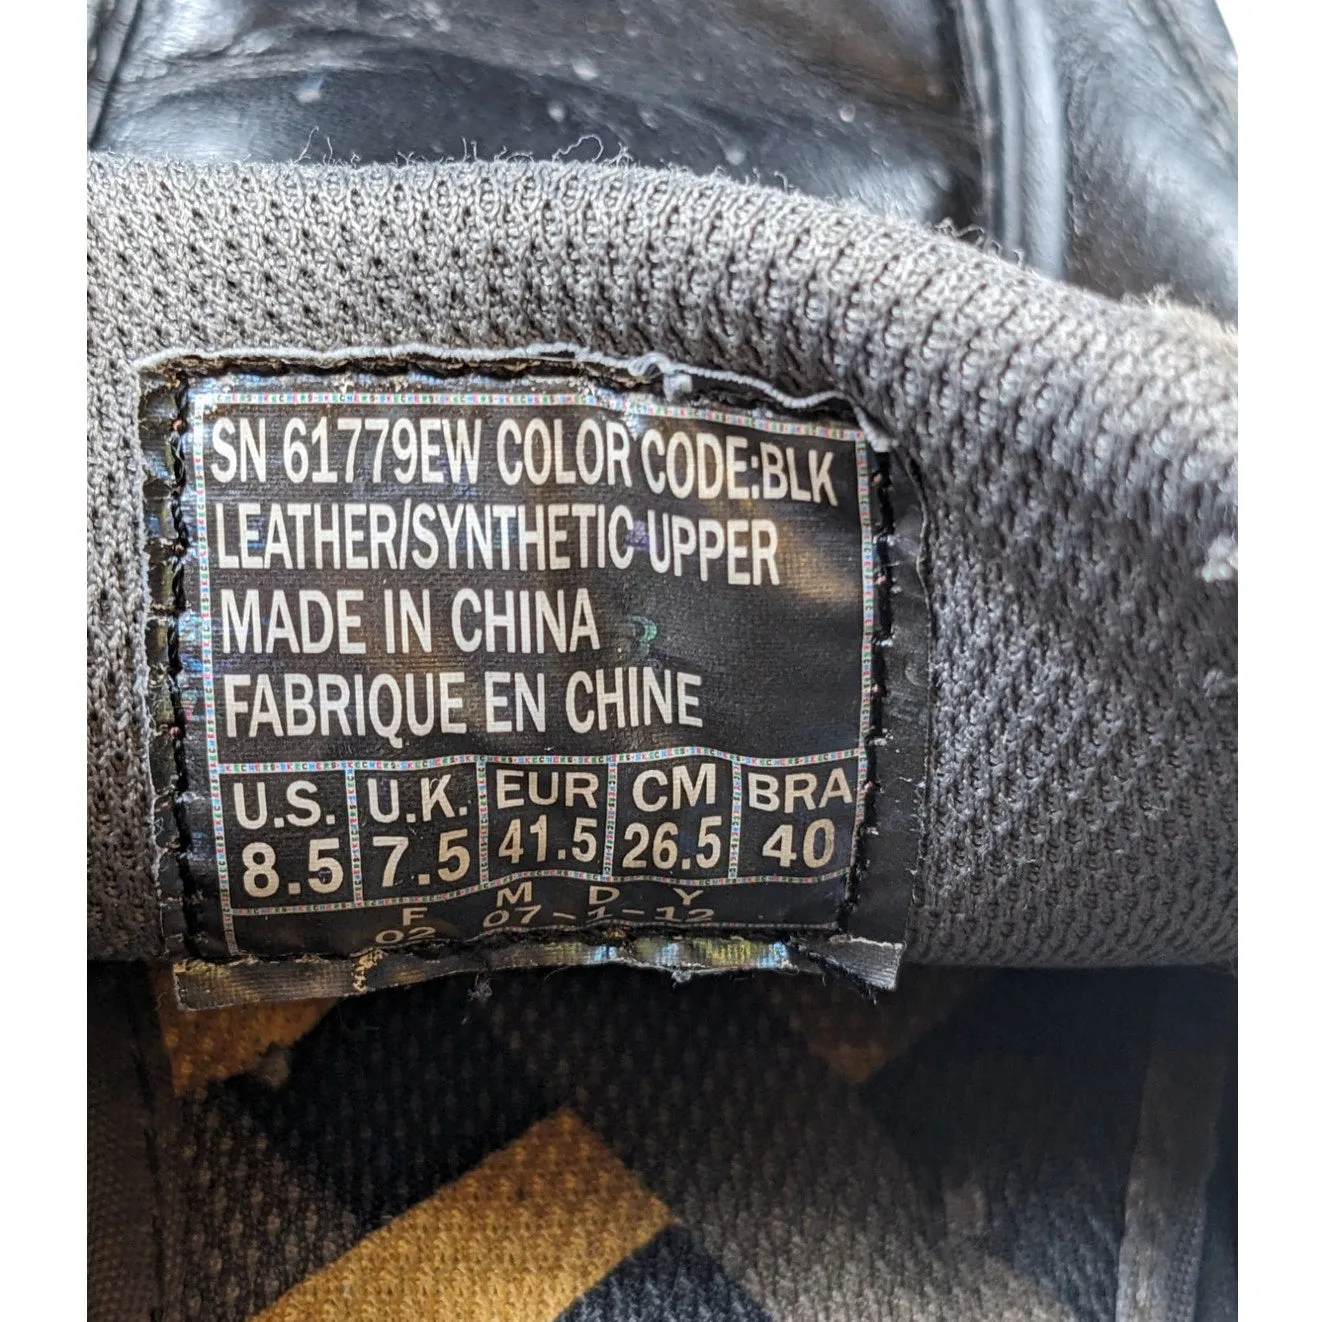 SN 61779EW COLOR CODE:BLK
LEATHER/SYNTHETIC UPPER
MADE IN CHINA
FABRIQUE EN CHINE
U.S. U.K. EUR CM BRA
8.5 7.5 41.5 26.5 40
F M D Y
02 07-1-12